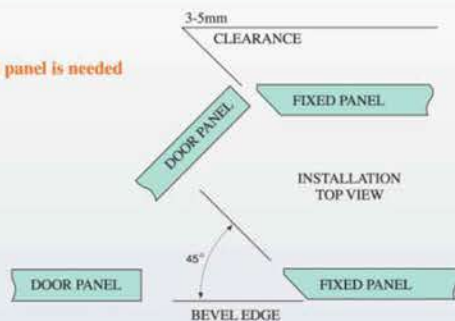 3-5mm
CLEARANCE
panel is needed
FIXED PANEL
DOOR PANEL
INSTALLATION
TOP VIEW
45°
DOOR PANEL
FIXED PANEL
BEVEL EDGE